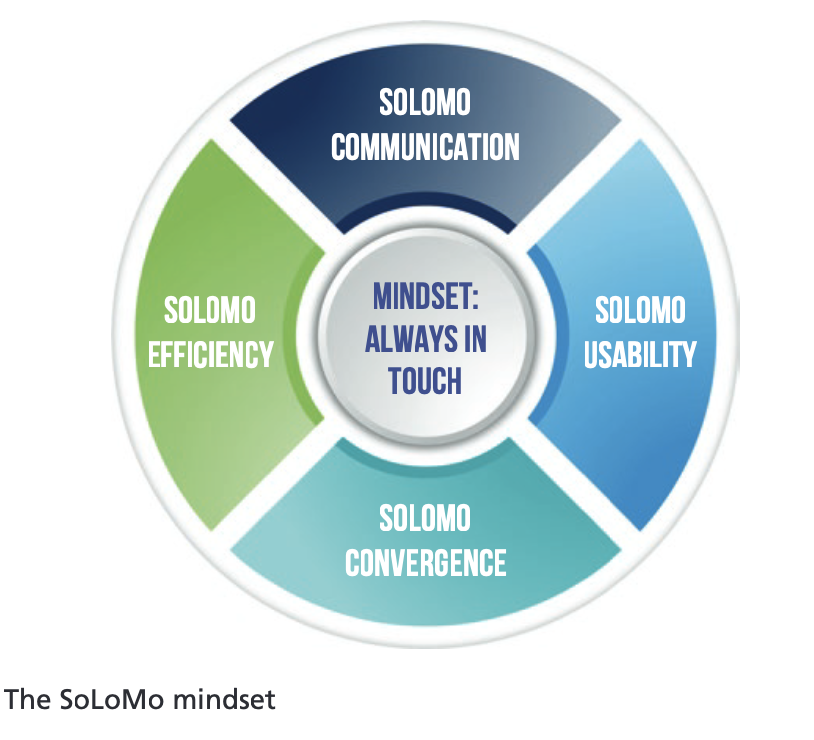 SOLOMO
COMMUNICATION
SOLOMO
EFFICIENCY
MINDSET:
ALWAYS IN
TOUCH
SOLOMO
USABILITY
SOLOMO
CONVERGENCE
The SoLoMo mindset